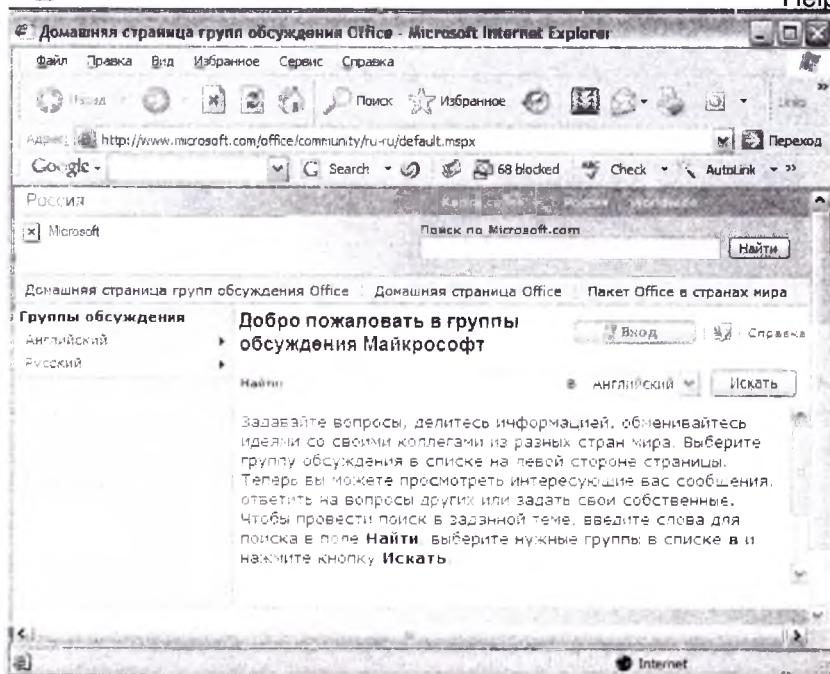 Help
Домашняя страница групп обсуждения Office - Microsoft Internet Explorer
Файл Правка Вид Избранное Сервис Справка
Назад Поиск Избранное Links
Адрес: http://www.microsoft.com/office/community/ru-ru/default.mspx Переход
Google Search 68 blocked Check AutoLink
Россия
Microsoft Поиск по Microsoft.com
Найти
Домашняя страница групп обсуждения Office Домашняя страница Office Пакет Office в странах мира
Группы обсуждения
Английский
Русский
Добро пожаловать в группы
обсуждения Майкрософт
Вход Справка
Найти: в Английский Искать
Задавайте вопросы, делитесь информацией, обменивайтесь
идеями со своими коллегами из разных стран мира. Выберите
группу обсуждения в списке на левой стороне страницы.
Теперь вы можете просмотреть интересующие вас сообщения,
ответить на вопросы других или задать свои собственные.
Чтобы провести поиск в заданной теме, введите слова для
поиска в поле Найти, выберите нужные группы в списке в и
нажмите кнопку Искать.
Internet